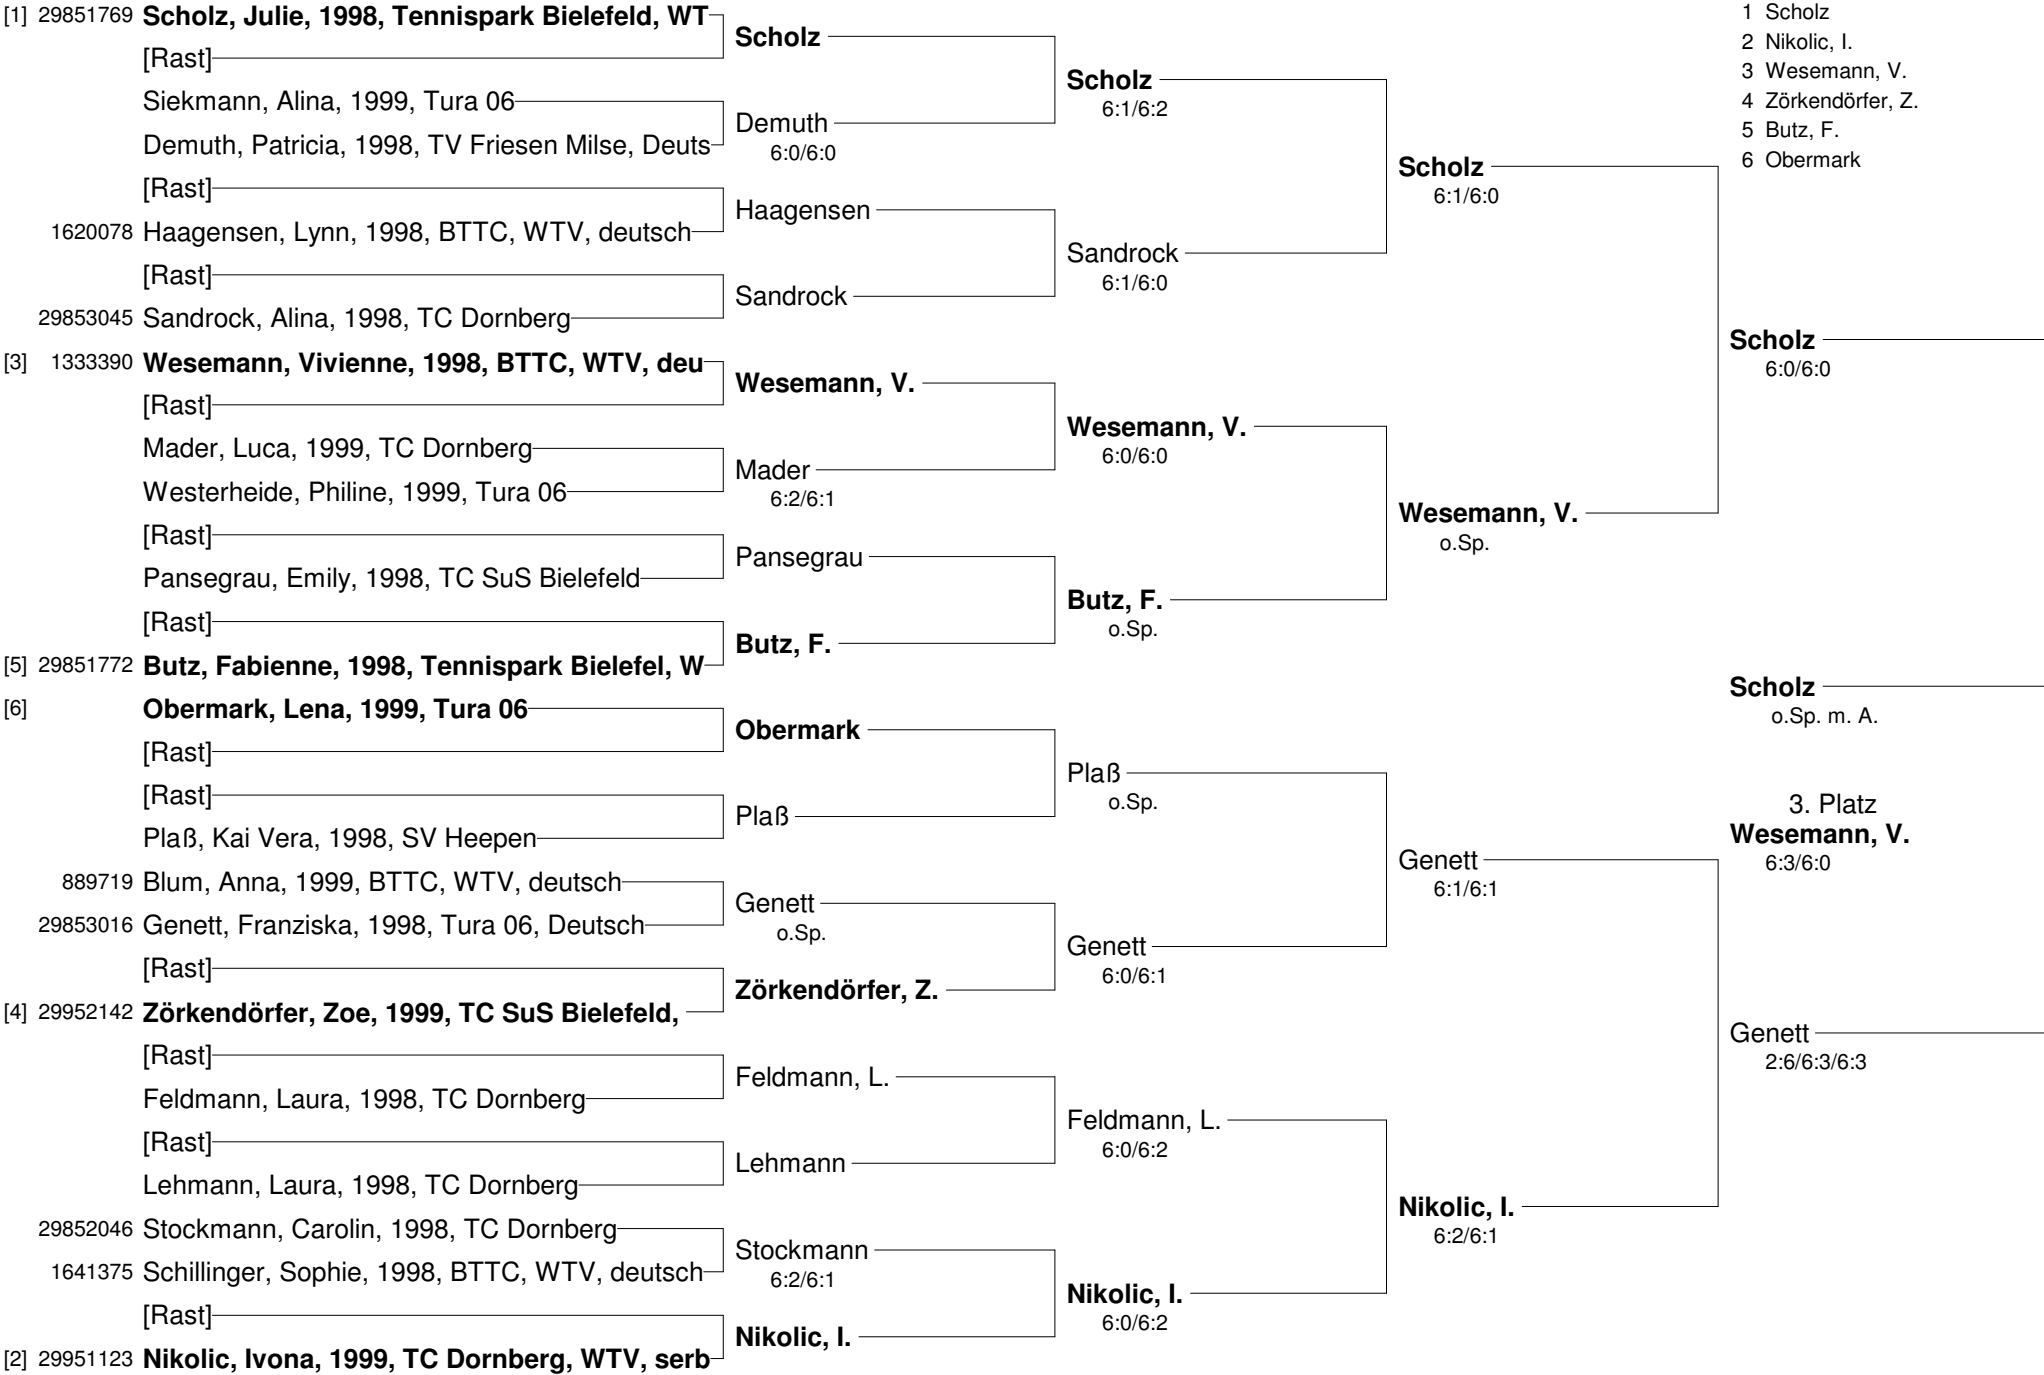 [1] 29851769 Scholz, Julie, 1998, Tennispark Bielefeld, WT
[Rast]
Siekmann, Alina, 1999, Tura 06
Demuth, Patricia, 1998, TV Friesen Milse, Deuts
[Rast]
1620078 Haagensen, Lynn, 1998, BTTC, WTV, deutsch
[Rast]
29853045 Sandrock, Alina, 1998, TC Dornberg
[3] 1333390 Wesemann, Vivienne, 1998, BTTC, WTV, deu
[Rast]
Mader, Luca, 1999, TC Dornberg
Westerheide, Philine, 1999, Tura 06
[Rast]
Pansegrau, Emily, 1998, TC SuS Bielefeld
[Rast]
[5] 29851772 Butz, Fabienne, 1998, Tennispark Bielefel, W
[6] Obermark, Lena, 1999, Tura 06
[Rast]
[Rast]
Plaß, Kai Vera, 1998, SV Heepen
889719 Blum, Anna, 1999, BTTC, WTV, deutsch
29853016 Genett, Franziska, 1998, Tura 06, Deutsch
[Rast]
[4] 29952142 Zörkendörfer, Zoe, 1999, TC SuS Bielefeld,
[Rast]
Feldmann, Laura, 1998, TC Dornberg
[Rast]
Lehmann, Laura, 1998, TC Dornberg
29852046 Stockmann, Carolin, 1998, TC Dornberg
1641375 Schillinger, Sophie, 1998, BTTC, WTV, deutsch
[Rast]
[2] 29951123 Nikolic, Ivona, 1999, TC Dornberg, WTV, serb
Scholz
Demuth
6:0/6:0
Haagensen
Sandrock
Wesemann, V.
Mader
6:2/6:1
Pansegrau
Butz, F.
Obermark
Plaß
Genett
o.Sp.
Zörkendörfer, Z.
Feldmann, L.
Lehmann
Stockmann
6:2/6:1
Nikolic, I.
Scholz
6:1/6:2
Sandrock
6:1/6:0
Wesemann, V.
6:0/6:0
Butz, F.
o.Sp.
Plaß
o.Sp.
Genett
6:0/6:1
Feldmann, L.
6:0/6:2
Nikolic, I.
6:0/6:2
Scholz
6:1/6:0
Wesemann, V.
o.Sp.
Genett
6:1/6:1
Nikolic, I.
6:2/6:1
1 Scholz
2 Nikolic, I.
3 Wesemann, V.
4 Zörkendörfer, Z.
5 Butz, F.
6 Obermark
Scholz
6:0/6:0
Scholz
o.Sp. m. A.
3. Platz
Wesemann, V.
6:3/6:0
Genett
2:6/6:3/6:3